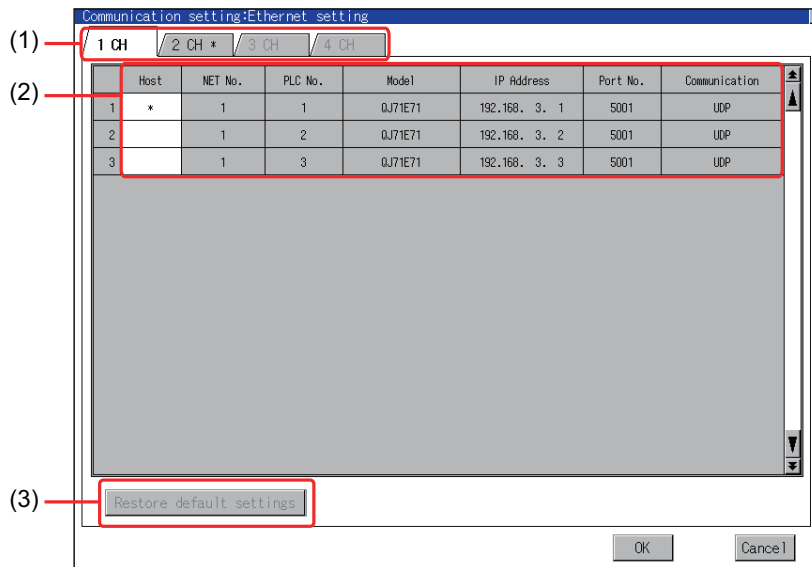 Communication setting:Ethernet setting
(1)
1 CH 2 CH * 3 CH 4 CH
(2)
Host NET No. PLC No. Model IP Address Port No. Communication
1 * 1 1 QJ71E71 192.168. 3. 1 5001 UDP
2 1 2 QJ71E71 192.168. 3. 2 5001 UDP
3 1 3 QJ71E71 192.168. 3. 3 5001 UDP
(3)
Restore default settings
OK Cancel